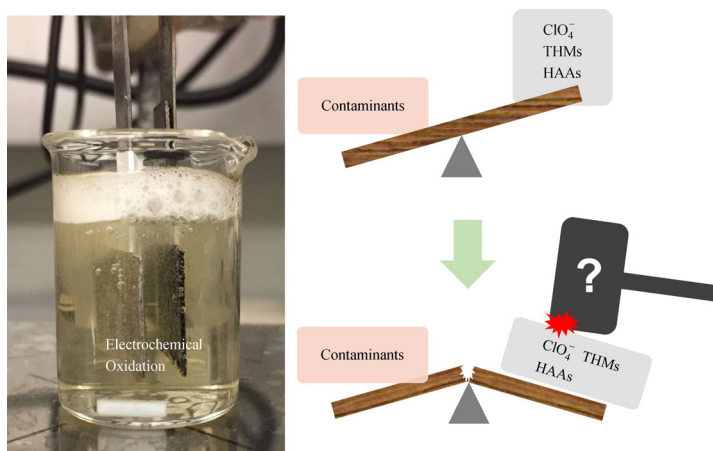 ClO₄⁻
THMs
HAAs
Contaminants
?
Electrochemical
Oxidation
Contaminants
ClO₄⁻ THMs
HAAs